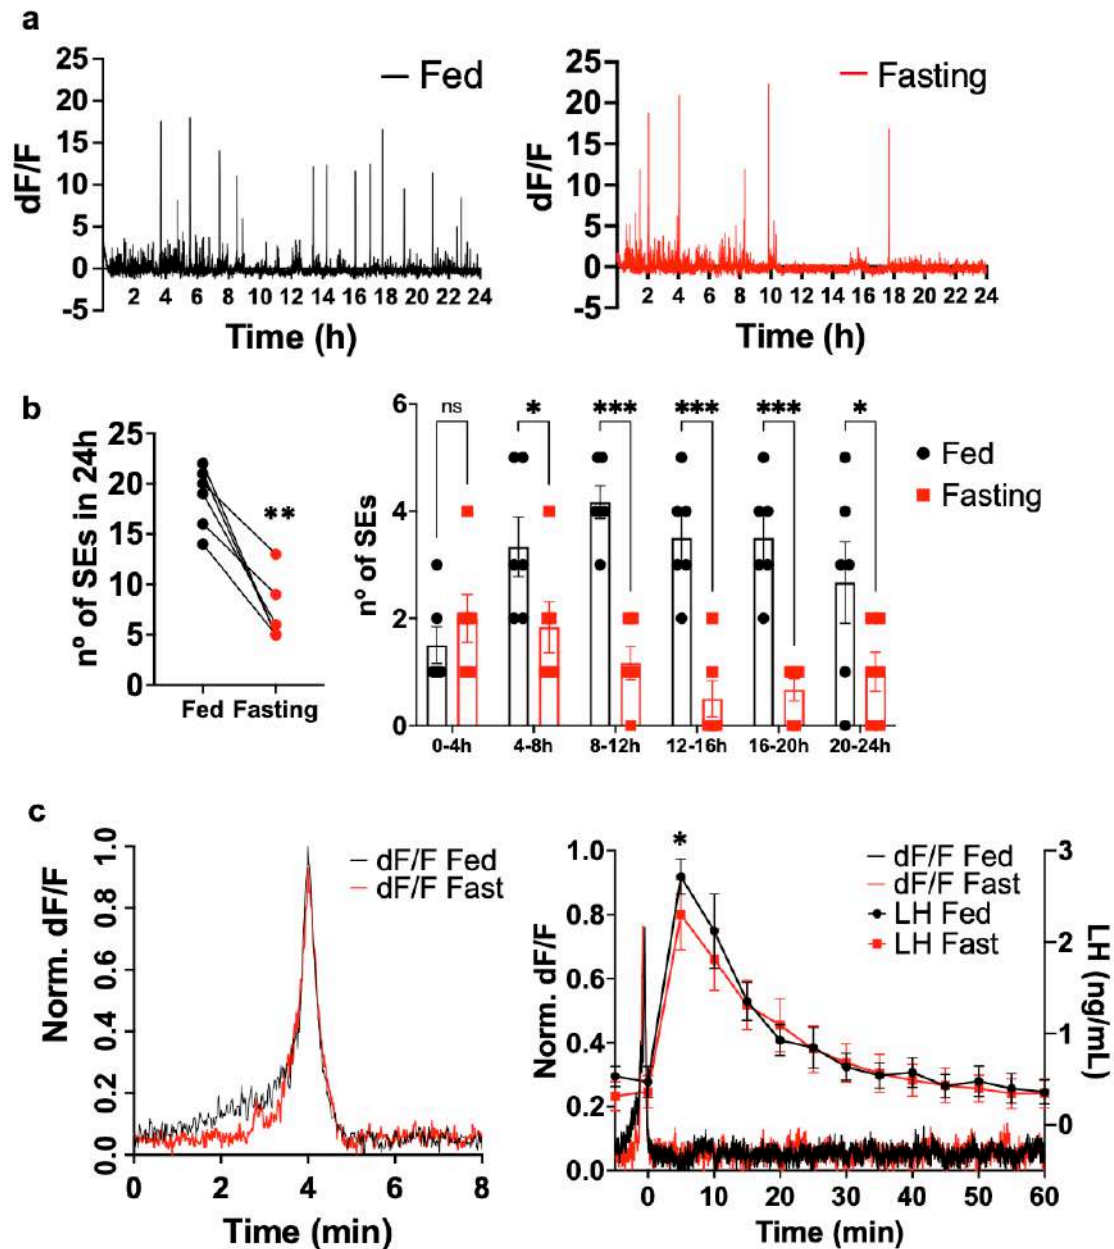 a
25
20
15
10
5
0
-5
dF/F
Fed
2 4 6 8 10 12 14 16 18 20 22 24
Time (h)
25
20
15
10
5
0
-5
dF/F
Fasting
2 4 6 8 10 12 14 16 18 20 22 24
Time (h)
b
25
20
15
10
5
0
nº of SEs in 24h
**
Fed Fasting
6
4
2
0
nº of SEs
ns * *** *** *** *
Fed
Fasting
0-4h 4-8h 8-12h 12-16h 16-20h 20-24h
c
1.0
0.8
0.6
0.4
0.2
0.0
Norm. dF/F
dF/F Fed
dF/F Fast
0 2 4 6 8
Time (min)
1.0
0.8
0.6
0.4
0.2
0.0
Norm. dF/F
*
dF/F Fed
dF/F Fast
LH Fed
LH Fast
3
2
1
0
LH (ng/mL)
0 10 20 30 40 50 60
Time (min)